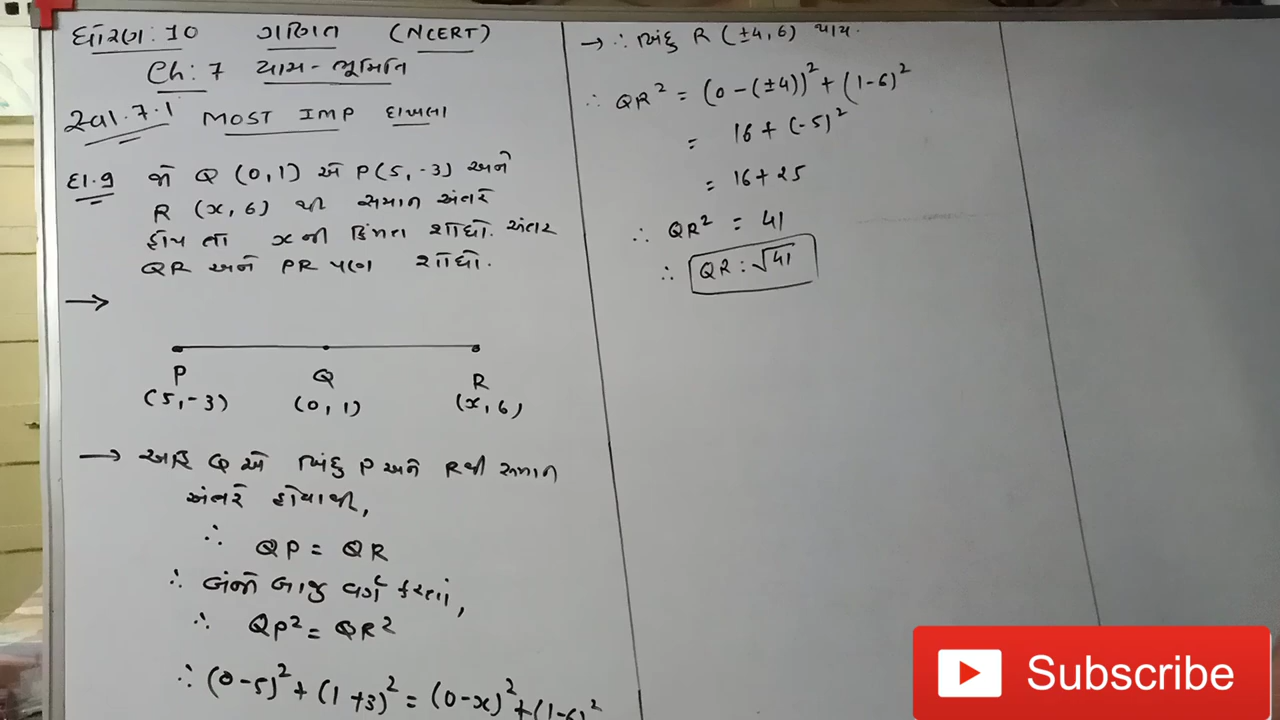 ધોરણ: 10 ગણિત (NCERT)
Ch: 7 યામ-ભૂમિતિ
સ્વા. 7.1 MOST IMP દાખલા
દા.9 જો Q (0,1) એ P(5,-3) અને
R (x,6) થી સમાન અંતરે
હોય તો x ની કિંમત શોધો. અંતર
QR અને PR પણ શોધો.
→
P Q R
(5,-3) (0,1) (x,6)
→ અહિ Q એ બિંદુ P અને R થી સમાન
અંતરે હોવાથી,
∴ QP = QR
∴ બંન્ને બાજુ વર્ગ કરતાં,
∴ QP² = QR²
∴ (0-5)² + (1+3)² = (0-x)² + (1-6)²
→ ∴ બિંદુ R (±4,6) થાય.
∴ QR² = (0-(±4))² + (1-6)²
= 16 + (-5)²
= 16+25
∴ QR² = 41
∴ QR: √41
Subscribe